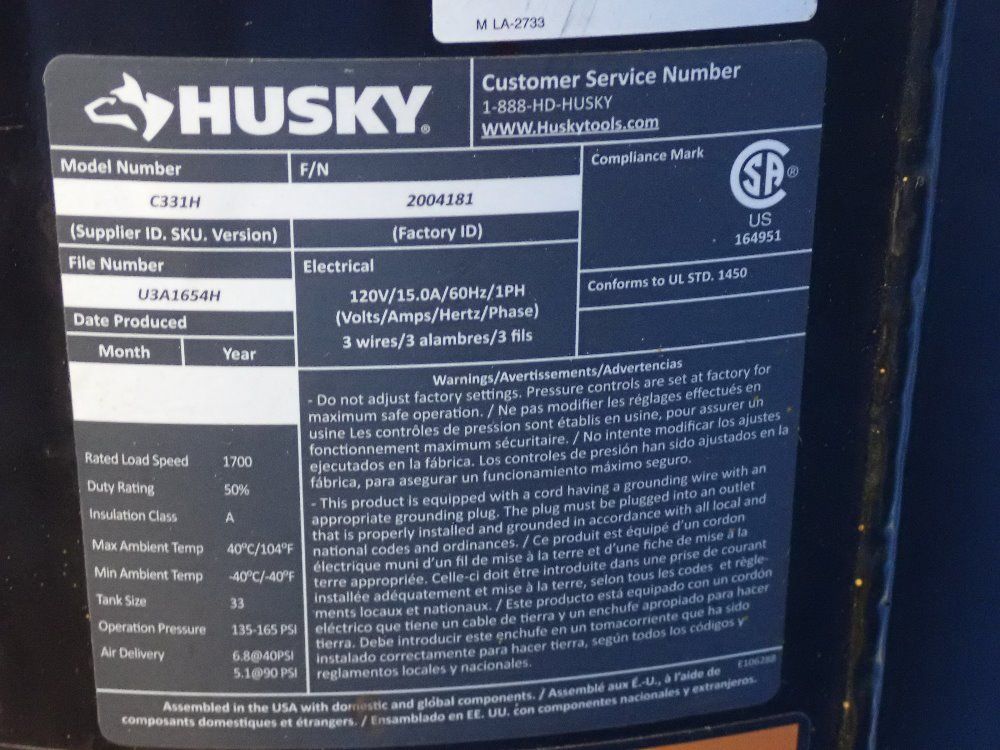 M LA-2733
HUSKY®
Customer Service Number
1-888-HD-HUSKY
WWW.Huskytools.com
Model Number
C331H
(Supplier ID. SKU. Version)
F/N
2004181
(Factory ID)
Compliance Mark
SA®
US
164951
File Number
U3A1654H
Electrical
120V/15.0A/60Hz/1PH
(Volts/Amps/Hertz/Phase)
3 wires/3 alambres/3 fils
Conforms to UL STD. 1450
Date Produced
Month Year
Rated Load Speed 1700
Duty Rating 50%
Insulation Class A
Max Ambient Temp 40°C/104°F
Min Ambient Temp -40°C/-40°F
Tank Size 33
Operation Pressure 135-165 PSI
Air Delivery 6.8@40PSI
5.1@90 PSI
Warnings/Avertissements/Advertencias
- Do not adjust factory settings. Pressure controls are set at factory for
maximum safe operation. / Ne pas modifier les réglages effectués en
usine Les contrôles de pression sont établis en usine, pour assurer un
fonctionnement maximum sécuritaire. / No intente modificar los ajustes
ejecutados en la fábrica. Los controles de presión han sido ajustados en la
fábrica, para asegurar un funcionamiento máximo seguro.
- This product is equipped with a cord having a grounding wire with an
appropriate grounding plug. The plug must be plugged into an outlet
that is properly installed and grounded in accordance with all local and
national codes and ordinances. / Ce produit est équipé d'un cordon
électrique muni d'un fil de mise à la terre et d'une fiche de mise à la
terre appropriée. Celle-ci doit être introduite dans une prise de courant
installée adéquatement et mise à la terre, selon tous les codes et règle-
ments locaux et nationaux. / Este producto está equipado con un cordón
eléctrico que tiene un cable de tierra y un enchufe apropiado para hacer
tierra. Debe introducir este enchufe en un tomacorriente que ha sido
instalado correctamente para hacer tierra, según todos los códigos y
reglamentos locales y nacionales.
E106288
Assembled in the USA with domestic and global components. / Assemblé aux É.-U., à l'aide de
composants domestiques et étrangers. / Ensamblado en EE. UU. con componentes nacionales y extranjeros.